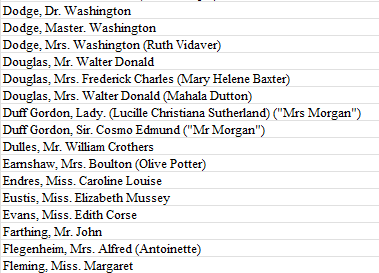 Dodge, Dr. Washington
Dodge, Master. Washington
Dodge, Mrs. Washington (Ruth Vidaver)
Douglas, Mr. Walter Donald
Douglas, Mrs. Frederick Charles (Mary Helene Baxter)
Douglas, Mrs. Walter Donald (Mahala Dutton)
Duff Gordon, Lady. (Lucille Christiana Sutherland) ("Mrs Morgan")
Duff Gordon, Sir. Cosmo Edmund ("Mr Morgan")
Dulles, Mr. William Crothers
Earnshaw, Mrs. Boulton (Olive Potter)
Endres, Miss. Caroline Louise
Eustis, Miss. Elizabeth Mussey
Evans, Miss. Edith Corse
Farthing, Mr. John
Flegenheim, Mrs. Alfred (Antoinette)
Fleming, Miss. Margaret